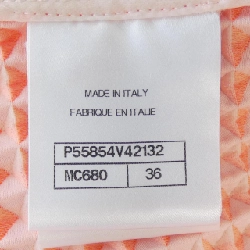 MADE IN ITALY
FABRIQUE EN ITALIE
P55854V42132
MC680 36